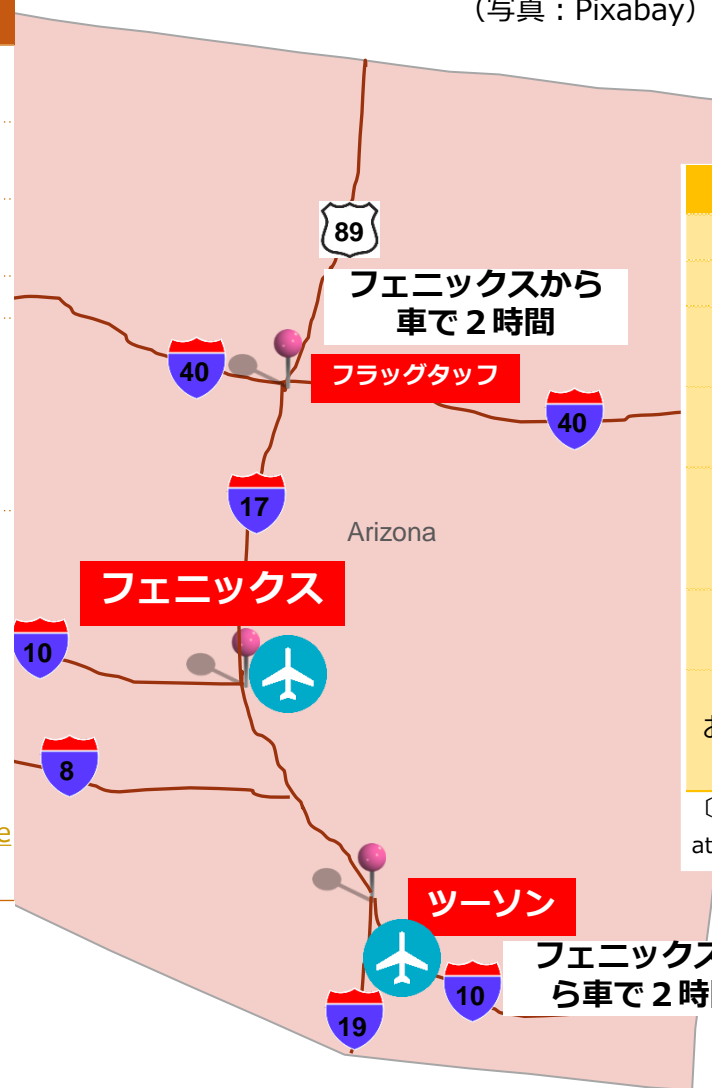 （写真：Pixabay）
89
フェニックスから
車で２時間
40
フラッグタッフ
40
17
Arizona
フェニックス
10
8
e
お
at
ツーソン
フェニックス
ら車で２時
10
19